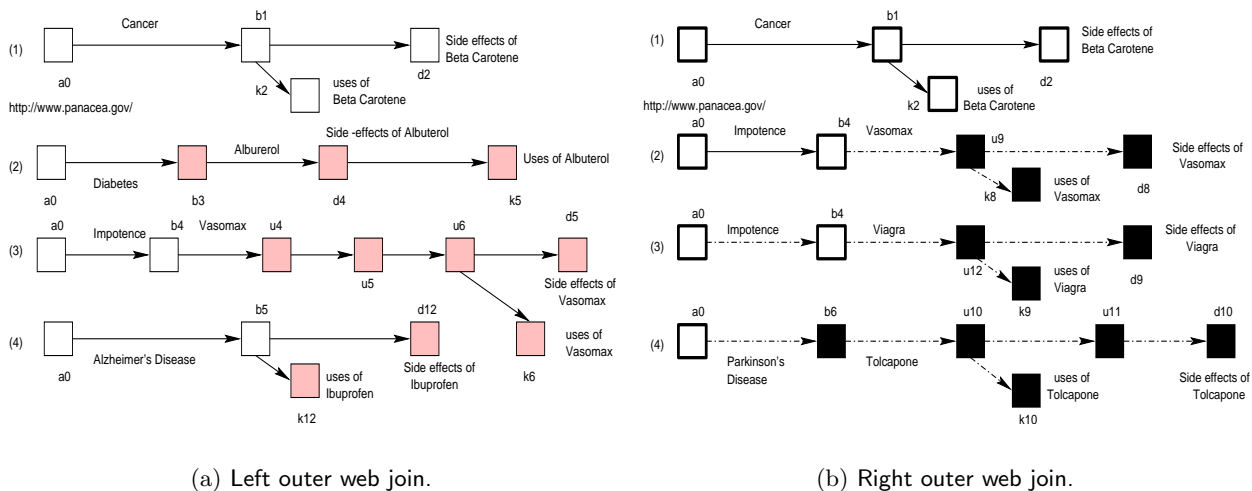 (1)
Cancer
b1
Side effects of
Beta Carotene
a0
k2
uses of
Beta Carotene
d2
http://www.panacea.gov/
(2)
Alburerol
Side -effects of Albuterol
Uses of Albuterol
Diabetes
a0
b3
d4
k5
a0
b4
Vasomax
u4
u6
d5
(3)
Impotence
u5
Side effects of
Vasomax
b5
d12
(4)
uses of
Vasomax
Alzheimer's Disease
a0
uses of
Ibuprofen
Side effects of
Ibuprofen
k6
k12
(a) Left outer web join.
(1)
Cancer
b1
Side effects of
Beta Carotene
a0
k2
uses of
Beta Carotene
d2
http://www.panacea.gov/
a0
Impotence
b4
Vasomax
u9
(2)
Side effects of
Vasomax
k8
uses of
Vasomax
d8
a0
b4
Impotence
Viagra
(3)
Side effects of
Viagra
u12
uses of
Viagra
k9
d9
a0
b6
u10
u11
d10
(4)
Parkinson's
Disease
Tolcapone
uses of
Tolcapone
Side effects of
Tolcapone
k10
(b) Right outer web join.